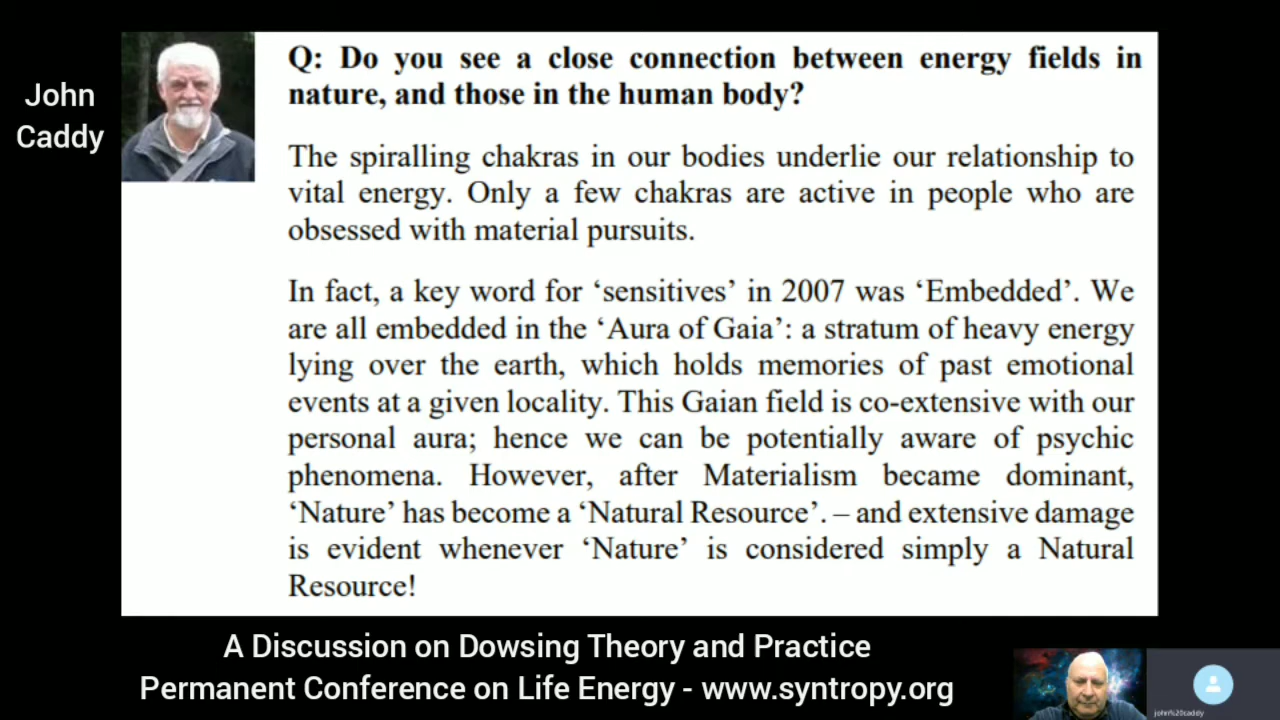 John
Caddy
Q: Do you see a close connection between energy fields in
nature, and those in the human body?
The spiralling chakras in our bodies underlie our relationship to
vital energy. Only a few chakras are active in people who are
obsessed with material pursuits.
In fact, a key word for ‘sensitives’ in 2007 was ‘Embedded’. We
are all embedded in the ‘Aura of Gaia’: a stratum of heavy energy
lying over the earth, which holds memories of past emotional
events at a given locality. This Gaian field is co-extensive with our
personal aura; hence we can be potentially aware of psychic
phenomena. However, after Materialism became dominant,
‘Nature’ has become a ‘Natural Resource’. – and extensive damage
is evident whenever ‘Nature’ is considered simply a Natural
Resource!
A Discussion on Dowsing Theory and Practice
Permanent Conference on Life Energy - www.syntropy.org
john%20caddy